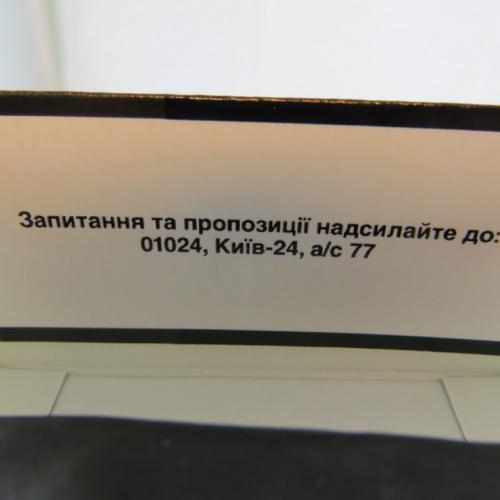 Запитання та пропозиції надсилайте до:
01024, Київ-24, а/с 77